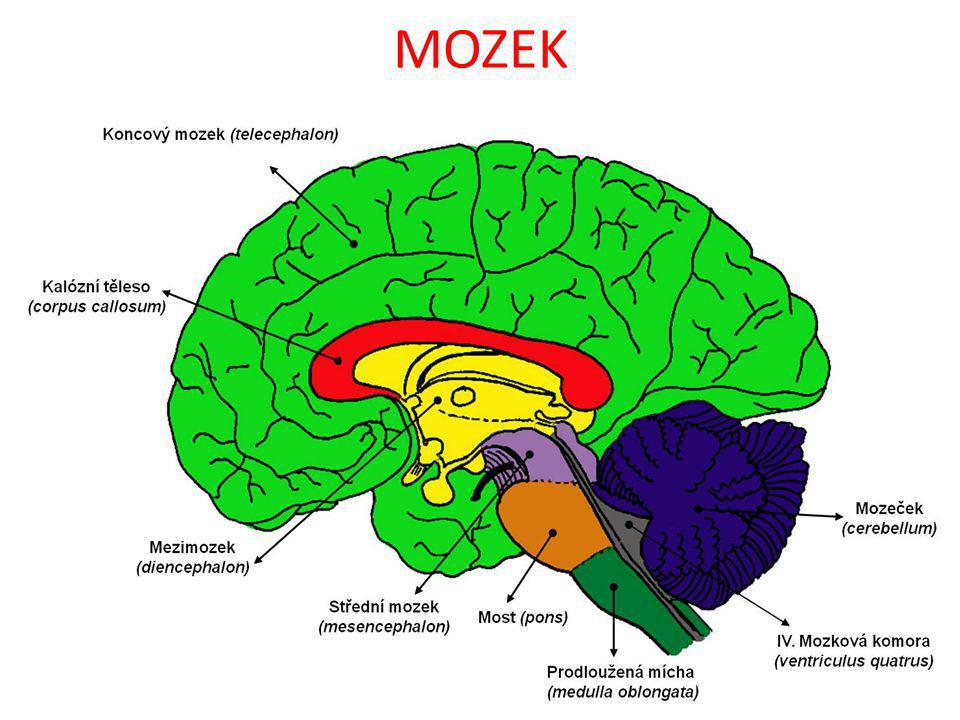 MOZEK
Koncový mozek (telecephalon)
Kalózní těleso
(corpus callosum)
Mezimozek
(diencephalon)
Střední mozek
(mesencephalon)
Most (pons)
Prodloužená mícha
(medulla oblongata)
Mozeček
(cerebellum)
IV. Mozková komora
(ventriculus quatrus)